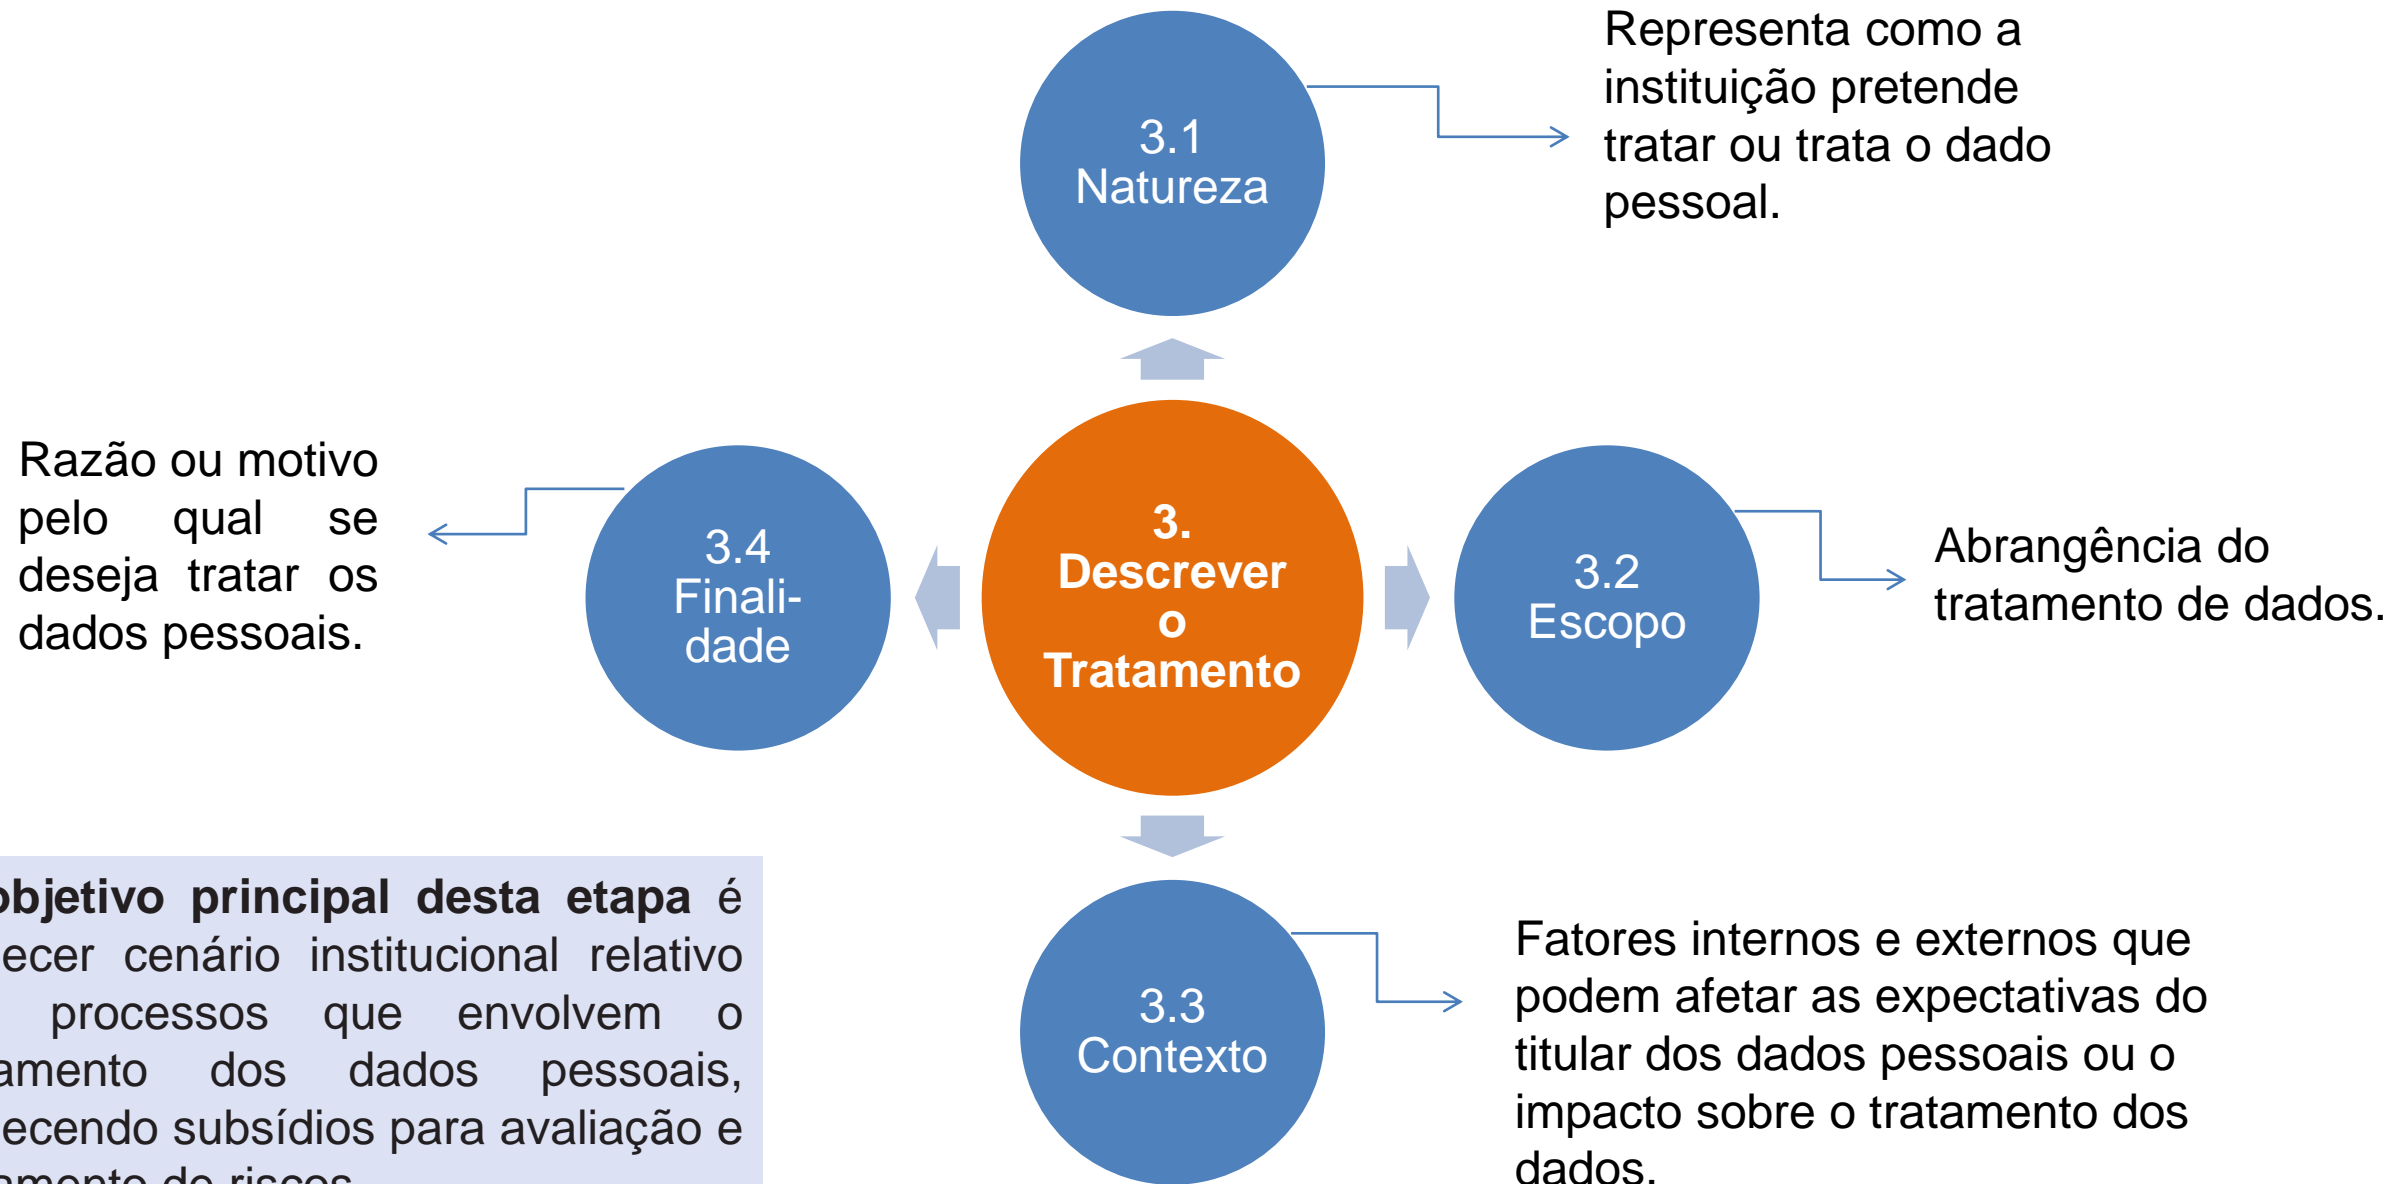 Representa como a
instituição pretende
tratar ou trata o dado
pessoal.
3.1
Natureza
Razão ou motivo
pelo qual se
deseja tratar os
dados pessoais.
3.4
Finali-
dade
3.
Descrever
o
Tratamento
3.2
Escopo
Abrangência do
tratamento de dados.
objetivo principal desta etapa é
ecer cenário institucional relativo
processos que envolvem o
amento dos dados pessoais,
ecendo subsídios para avaliação e
amento de riscos
3.3
Contexto
Fatores internos e externos que
podem afetar as expectativas do
titular dos dados pessoais ou o
impacto sobre o tratamento dos
dados.